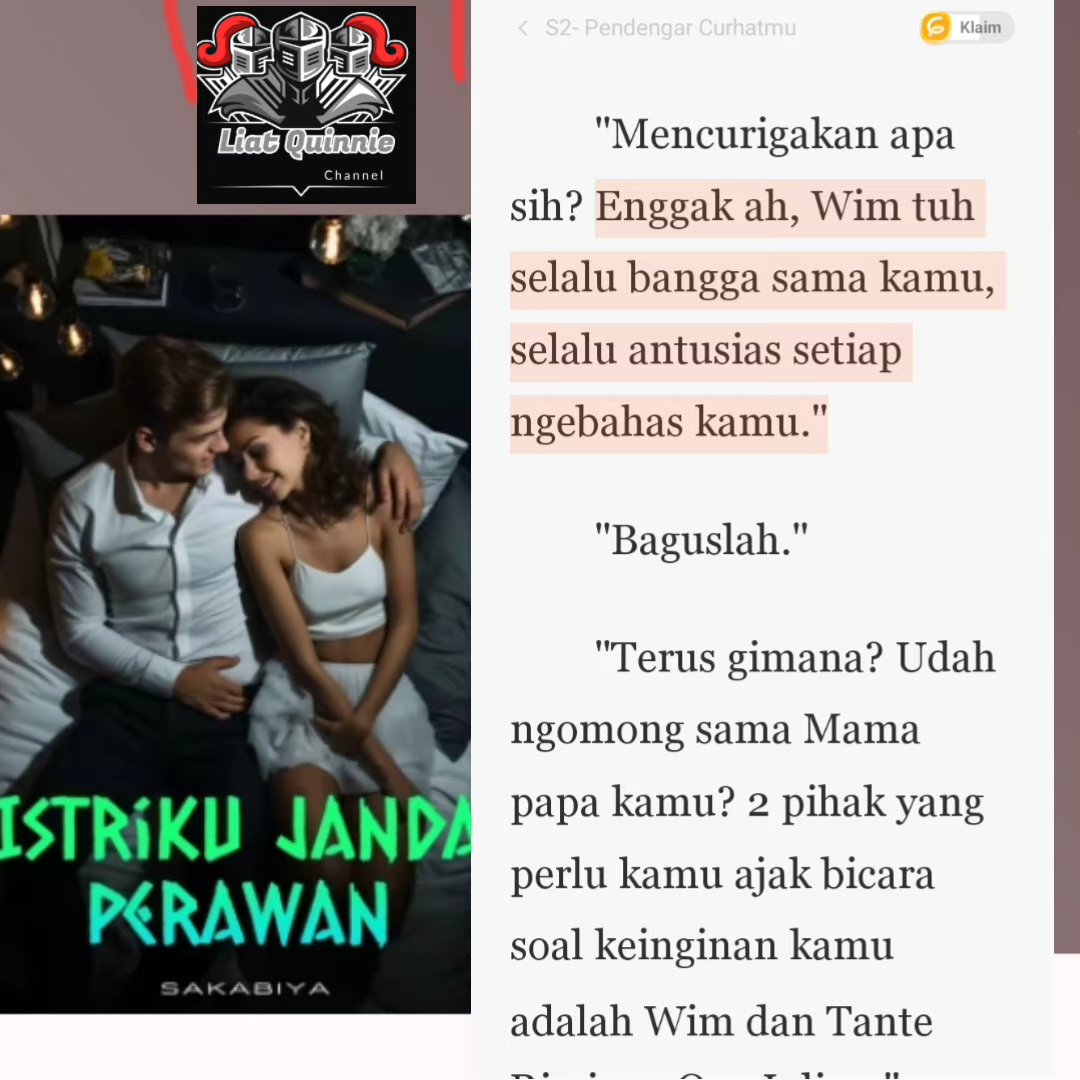 Liat Quinnie
Channel
ISTRIKU JANDA
PERAWAN
SAKABIYA
S2- Pendengar Curhatmu
Klaim
"Mencurigakan apa
sih? Enggak ah, Wim tuh
selalu bangga sama kamu,
selalu antusias setiap
ngebahas kamu."
"Baguslah."
"Terus gimana? Udah
ngomong sama Mama
papa kamu? 2 pihak yang
perlu kamu ajak bicara
soal keinginan kamu
adalah Wim dan Tante